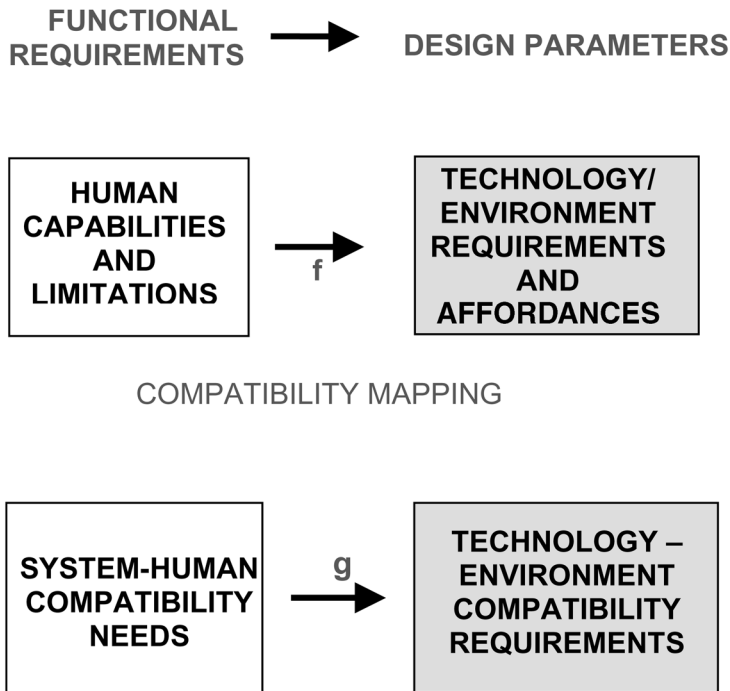 FUNCTIONAL
REQUIREMENTS
DESIGN PARAMETERS
HUMAN
CAPABILITIES
AND
LIMITATIONS
f
TECHNOLOGY/
ENVIRONMENT
REQUIREMENTS
AND
AFFORDANCES
COMPATIBILITY MAPPING
SYSTEM-HUMAN
COMPATIBILITY
NEEDS
g
TECHNOLOGY –
ENVIRONMENT
COMPATIBILITY
REQUIREMENTS